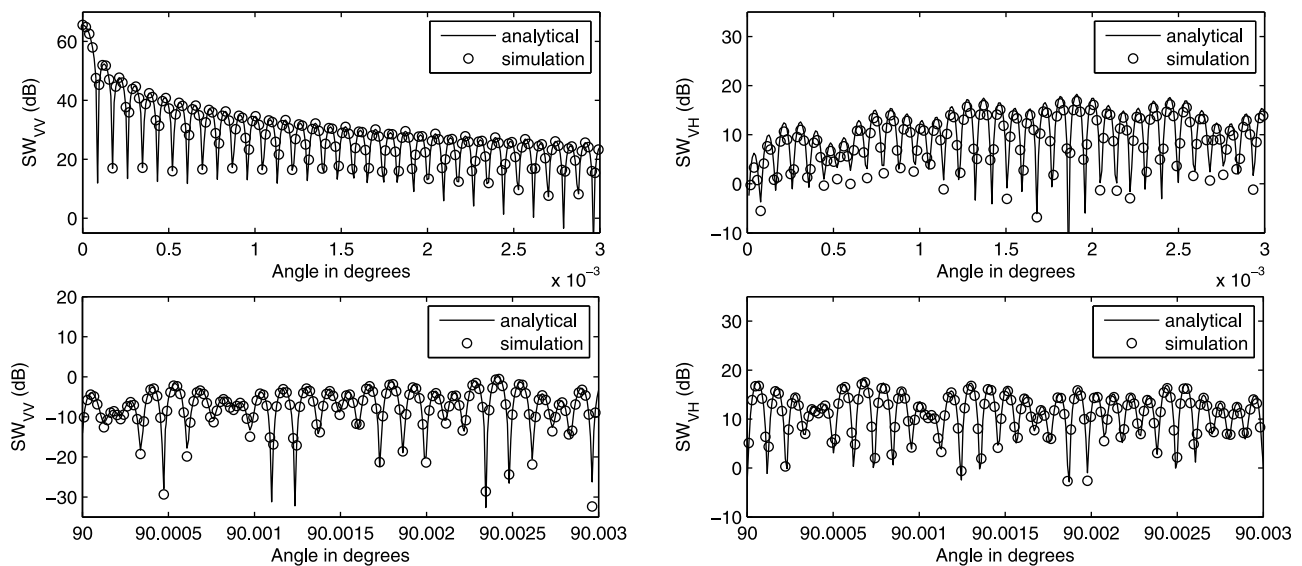 60
40
20
0
SW_VV (dB)
analytical
simulation
0 0.5 1 1.5 2 2.5 3
Angle in degrees
x 10^−3
30
20
10
0
−10
SW_VH (dB)
analytical
simulation
0 0.5 1 1.5 2 2.5 3
Angle in degrees
x 10^−3
20
10
0
−10
−20
−30
SW_VV (dB)
analytical
simulation
90 90.0005 90.001 90.0015 90.002 90.0025 90.003
Angle in degrees
30
20
10
0
−10
SW_VH (dB)
analytical
simulation
90 90.0005 90.001 90.0015 90.002 90.0025 90.003
Angle in degrees